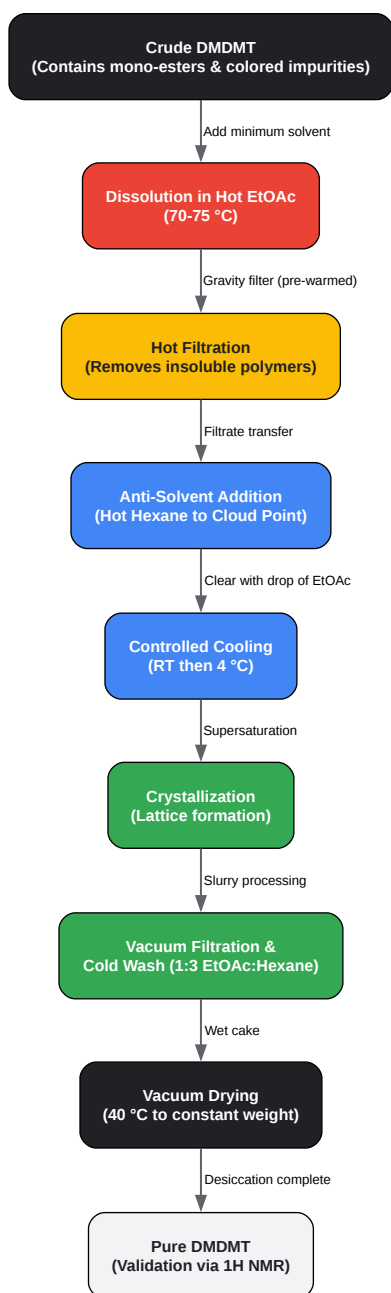 Crude DMDMT
(Contains mono-esters & colored impurities)
Add minimum solvent
Dissolution in Hot EtOAc
(70-75 °C)
Gravity filter (pre-warmed)
Hot Filtration
(Removes insoluble polymers)
Filtrate transfer
Anti-Solvent Addition
(Hot Hexane to Cloud Point)
Clear with drop of EtOAc
Controlled Cooling
(RT then 4 °C)
Supersaturation
Crystallization
(Lattice formation)
Slurry processing
Vacuum Filtration &
Cold Wash (1:3 EtOAc:Hexane)
Wet cake
Vacuum Drying
(40 °C to constant weight)
Desiccation complete
Pure DMDMT
(Validation via 1H NMR)